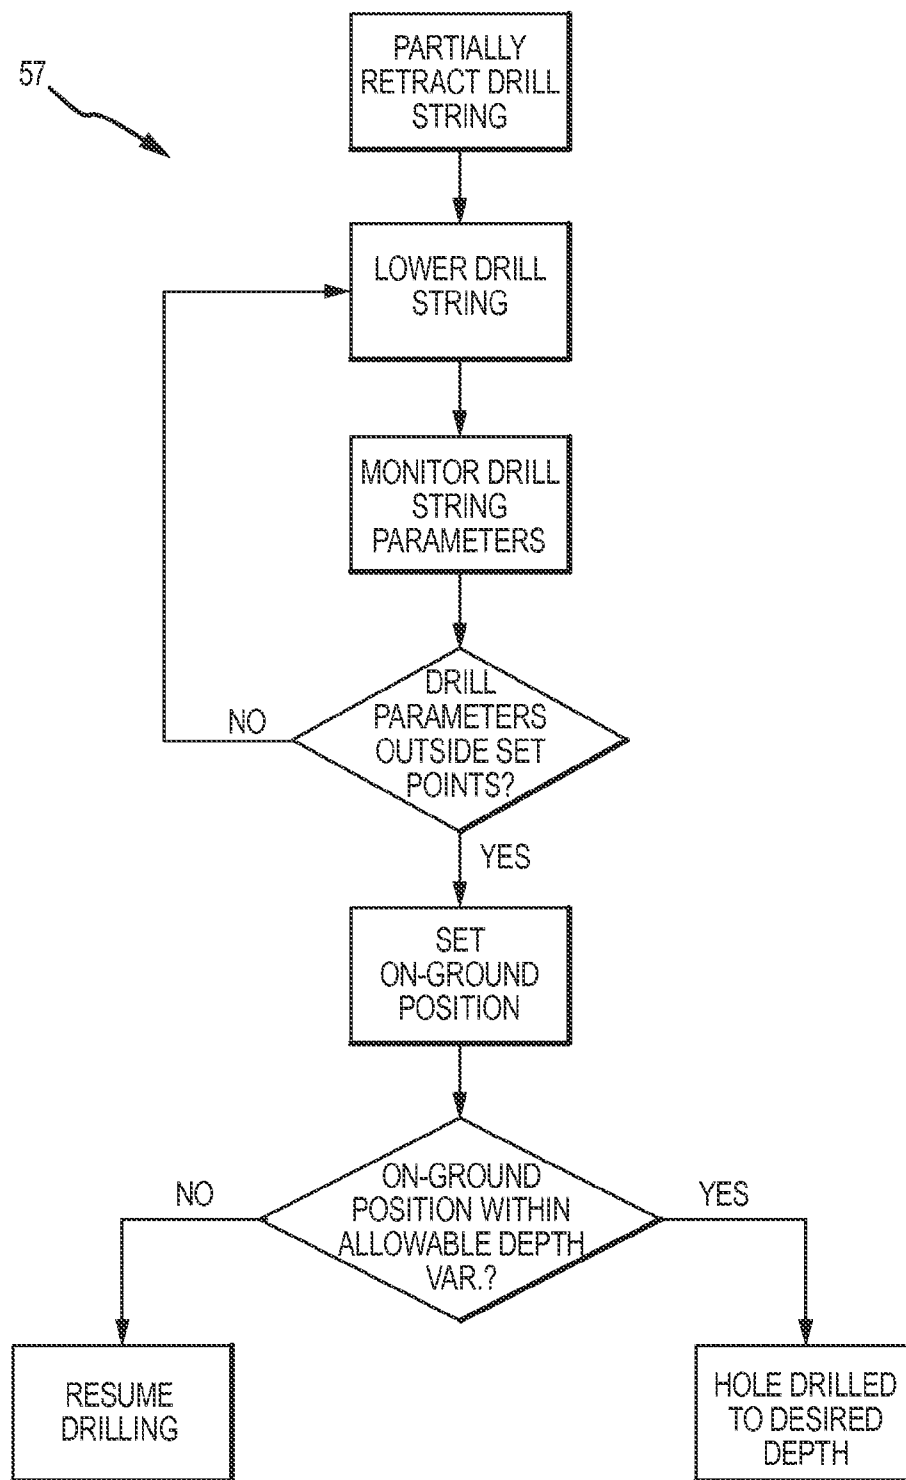 PARTIALLY
RETRACT DRILL
STRING
57
LOWER DRILL
STRING
MONITOR DRILL
STRING
PARAMETERS
DRILL
PARAMETERS
OUTSIDE SET
POINTS?
NO
YES
SET
ON-GROUND
POSITION
ON-GROUND
POSITION WITHIN
ALLOWABLE DEPTH
VAR.?
NO
YES
RESUME
DRILLING
HOLE DRILLED
TO DESIRED
DEPTH